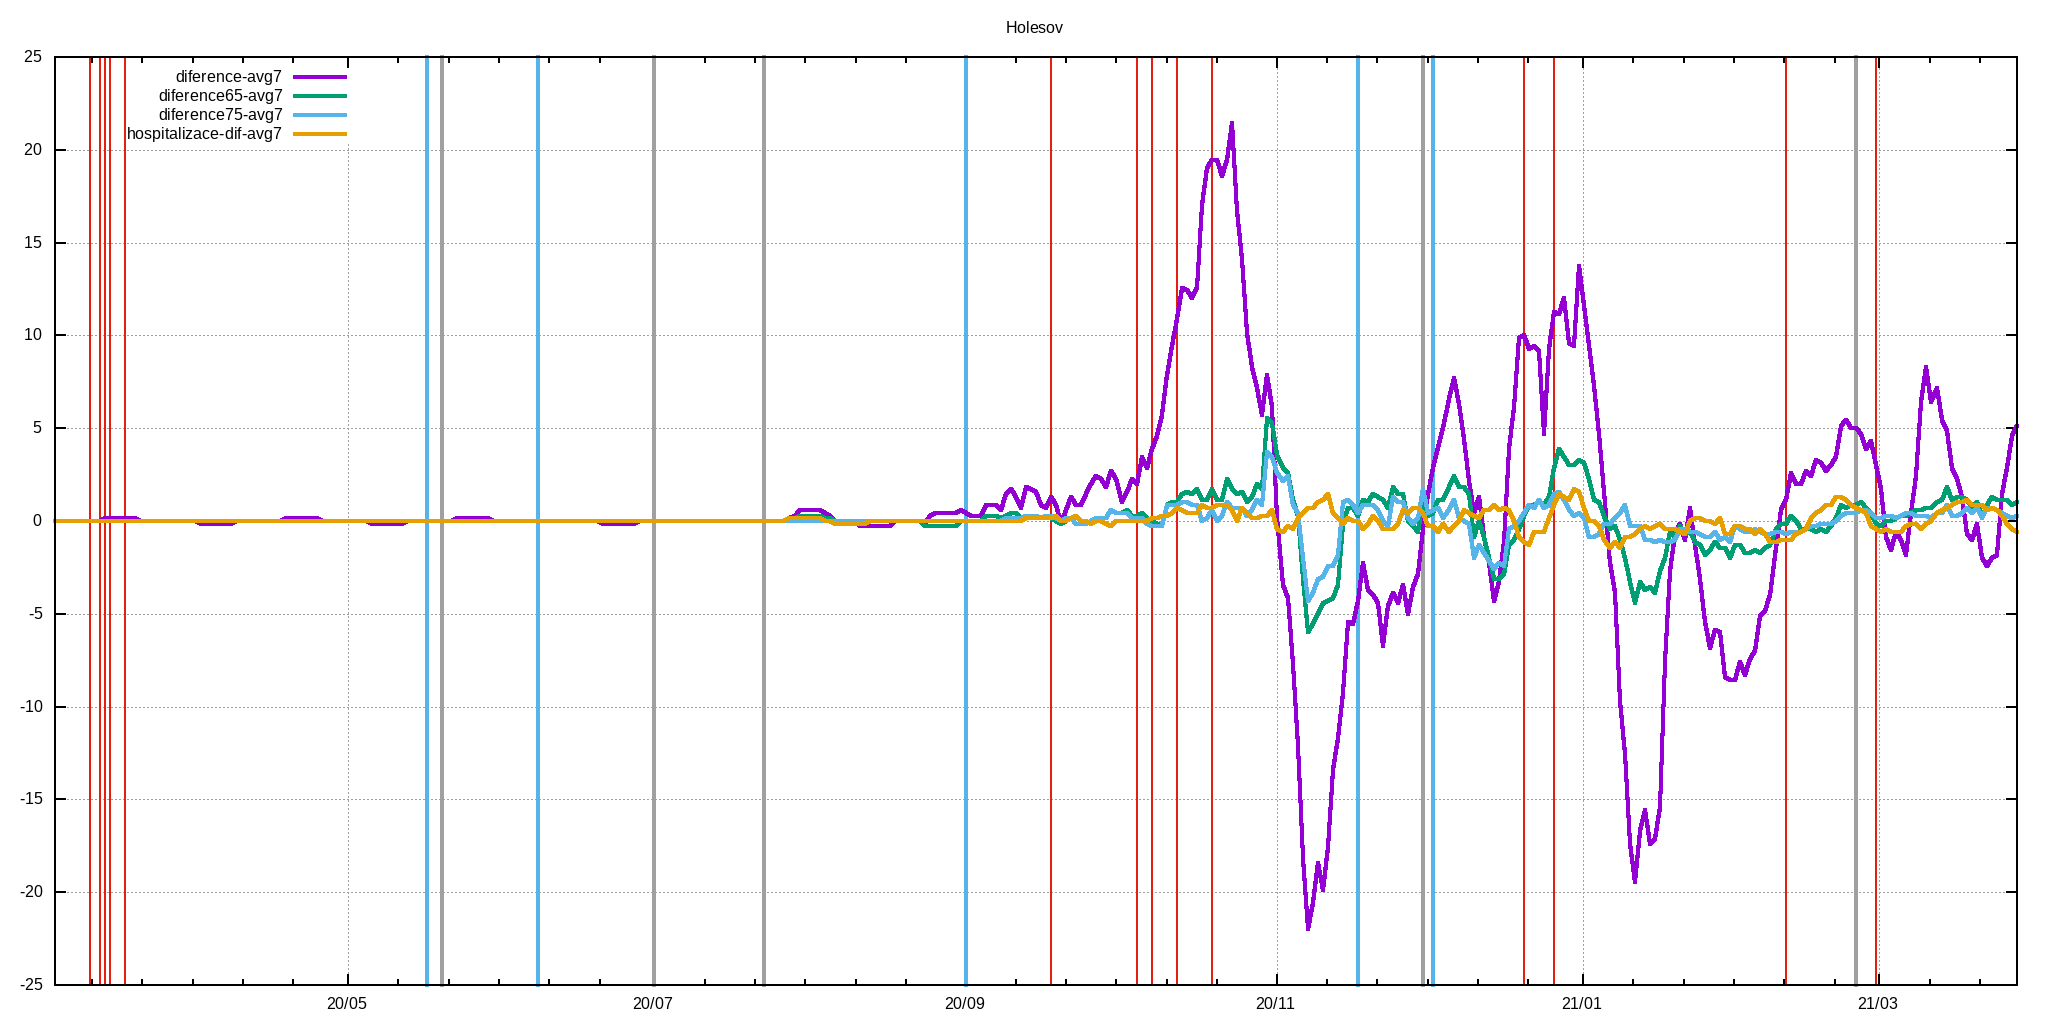 Holesov
25
diference-avg7
diference65-avg7
diference75-avg7
hospitalizace-dif-avg7
20
15
10
5
0
-5
-10
-15
-20
-25
20/05 20/07 20/09 20/11 21/01 21/03